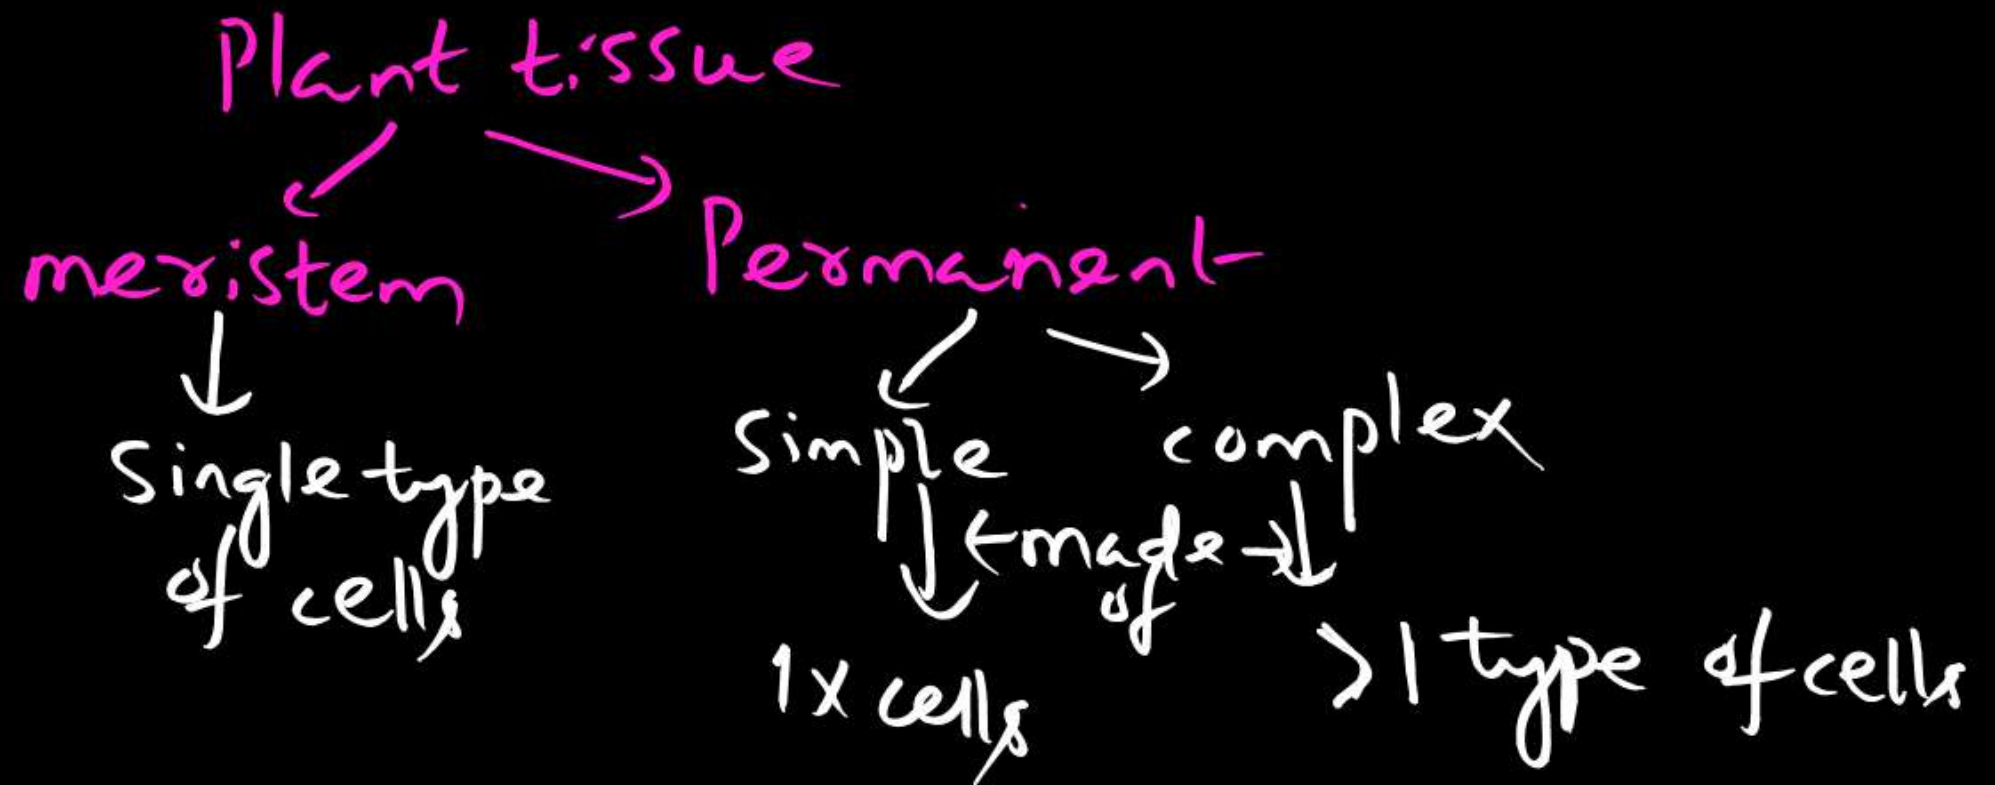 Plant tissue
meristem
Permanent
Single type
of cells
Simple
complex
made
of
1x cells
>1 type of cells